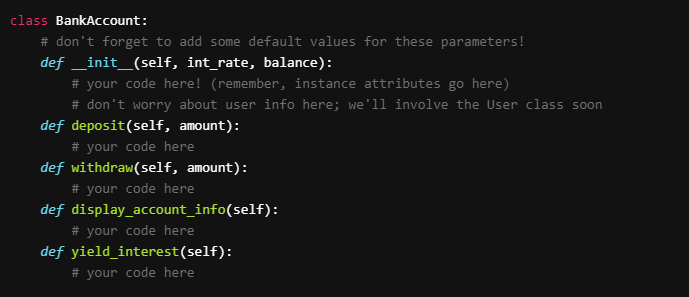 class BankAccount:
    # don't forget to add some default values for these parameters!
    def __init__(self, int_rate, balance):
        # your code here! (remember, instance attributes go here)
        # don't worry about user info here; we'll involve the User class soon
    def deposit(self, amount):
        # your code here
    def withdraw(self, amount):
        # your code here
    def display_account_info(self):
        # your code here
    def yield_interest(self):
        # your code here